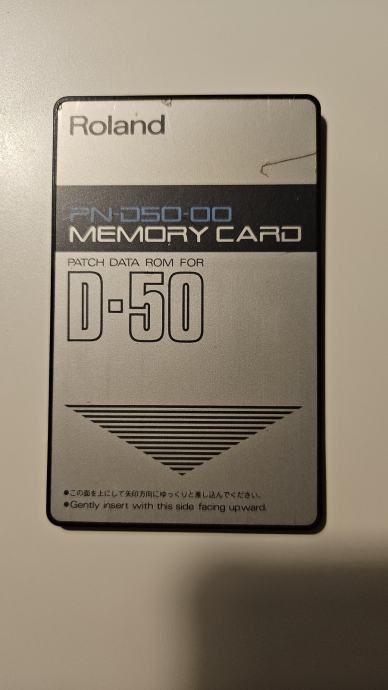 Roland
PN-D50-00
MEMORY CARD
PATCH DATA ROM FOR
D-50
●この面を上にして矢印方向にゆっくりと差し込んでください。
●Gently insert with this side facing upward.